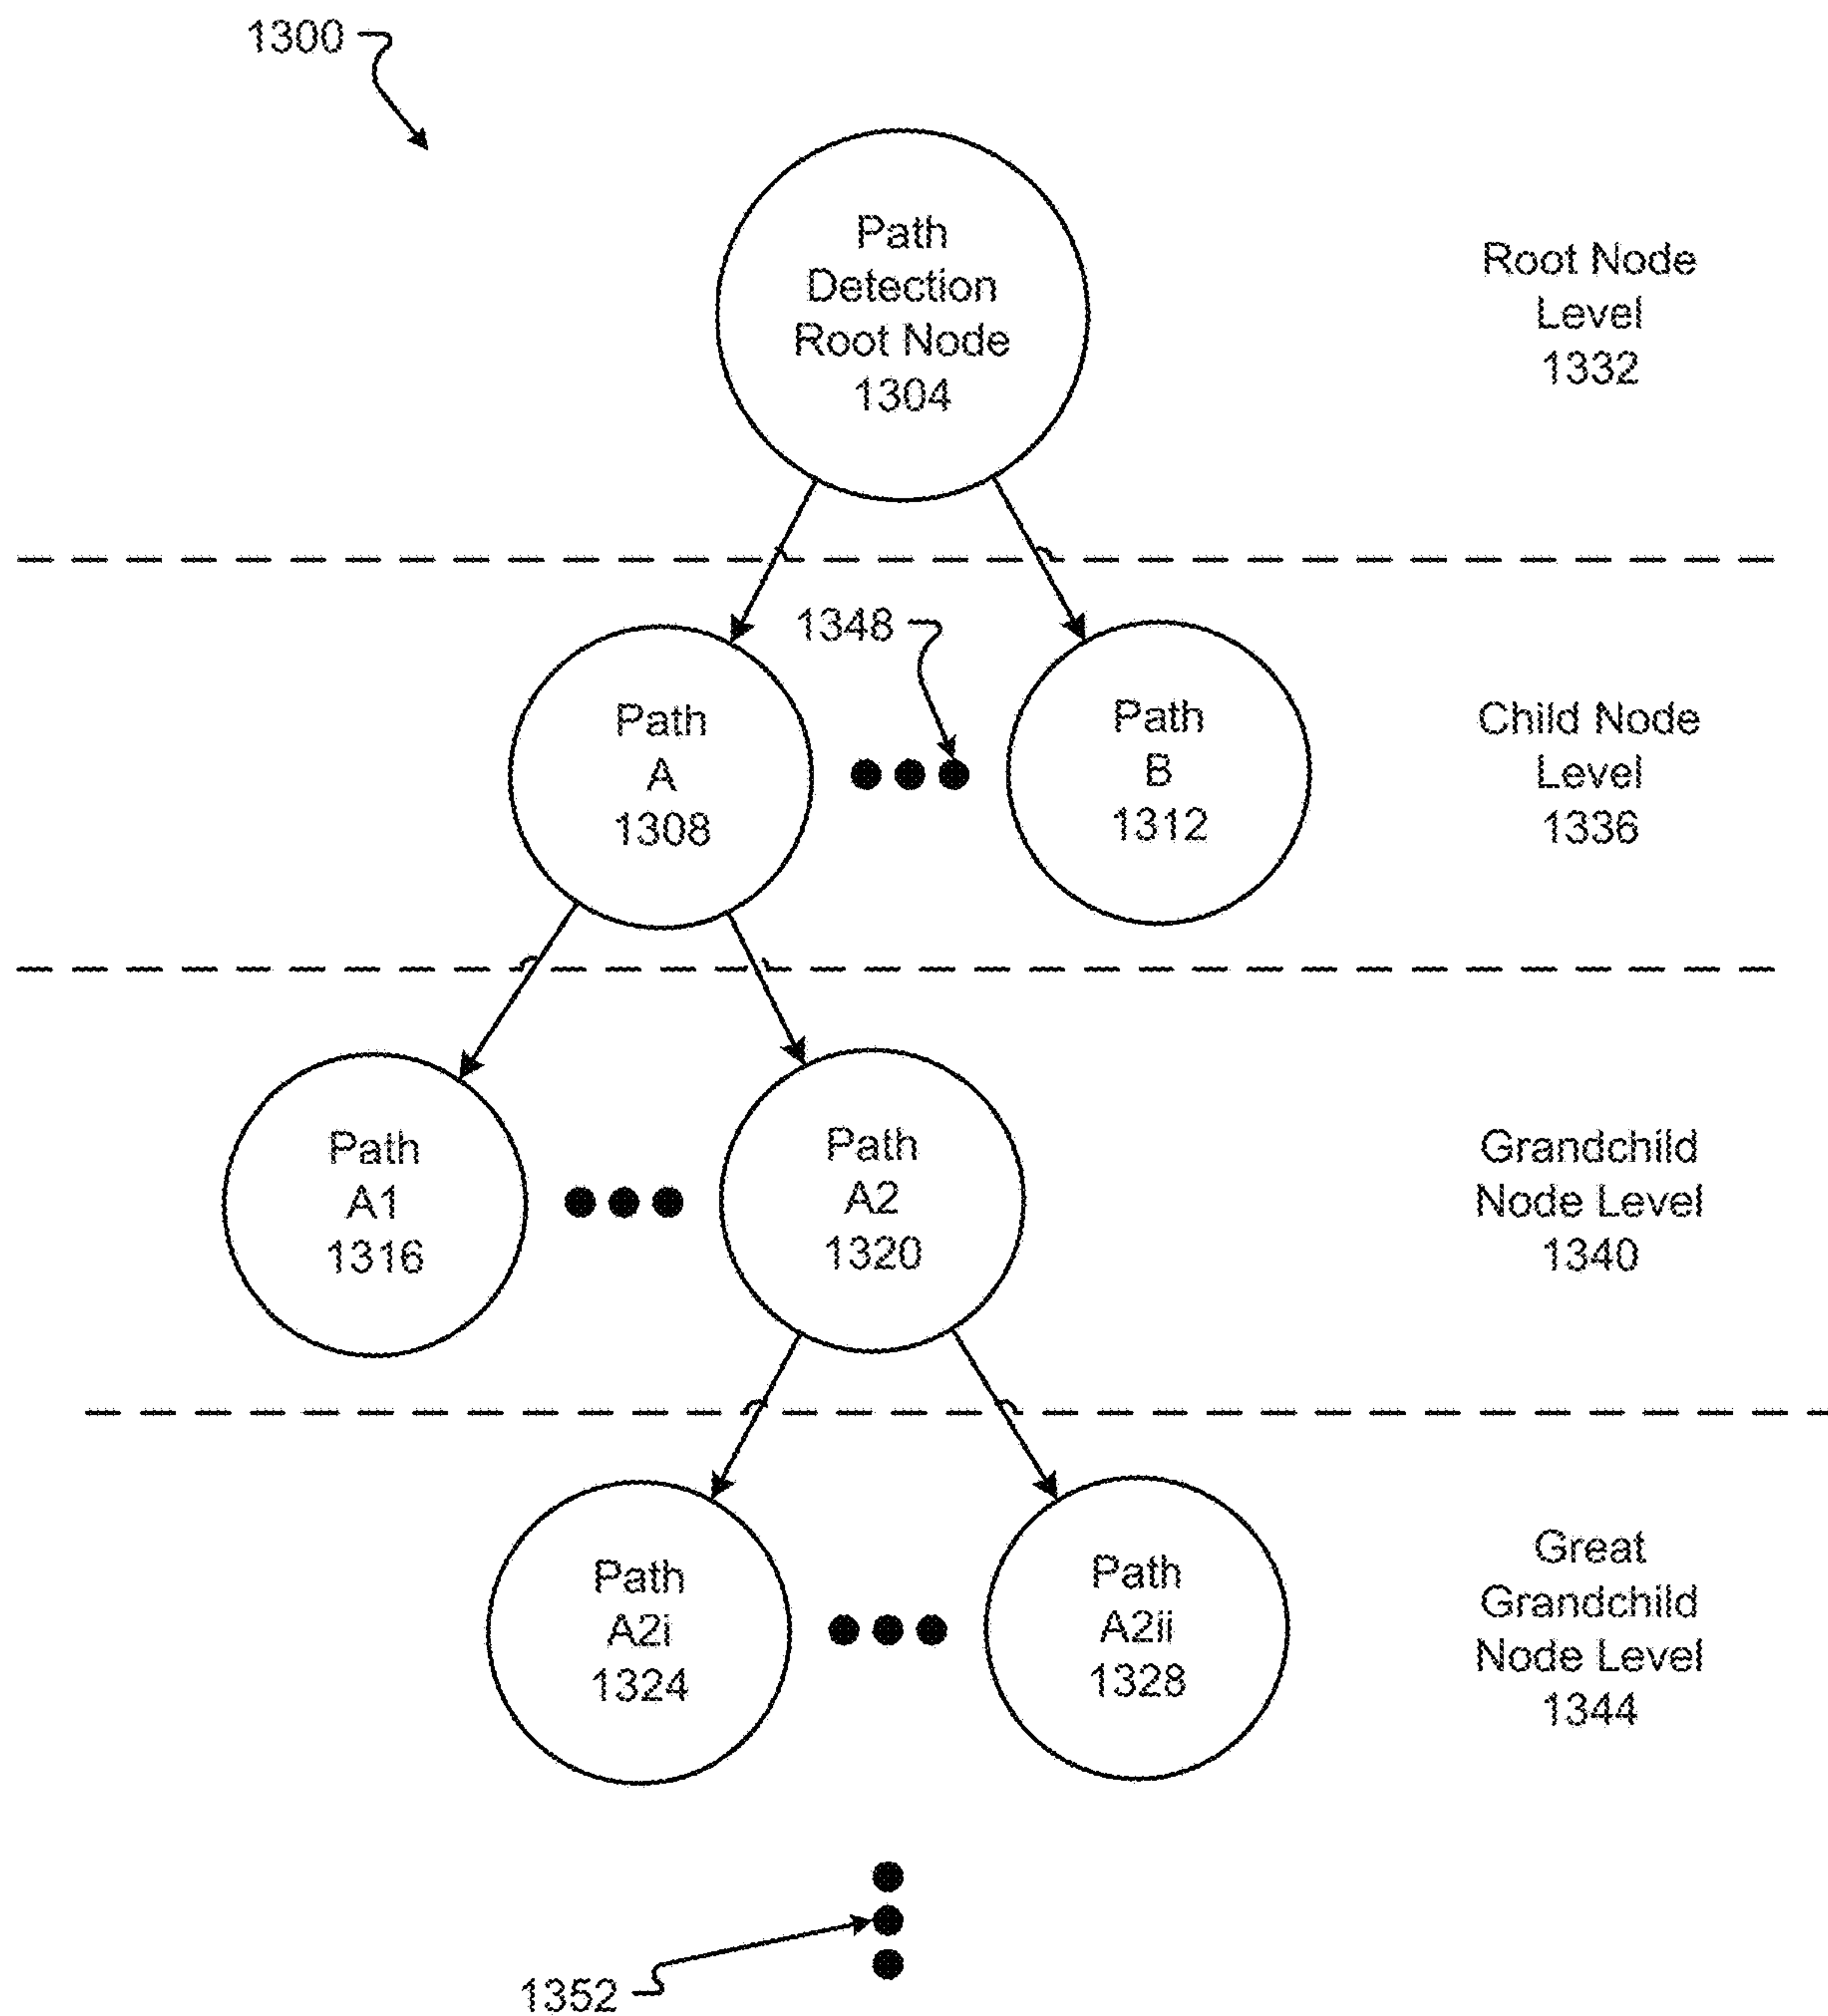 1300
Path
Detection
Root Node
1304
Root Node
Level
1332
1348
Path
A
1308
Path
B
1312
Child Node
Level
1336
Path
A1
1316
Path
A2
1320
Grandchild
Node Level
1340
Path
A2i
1324
Path
A2ii
1328
Great
Grandchild
Node Level
1344
1352